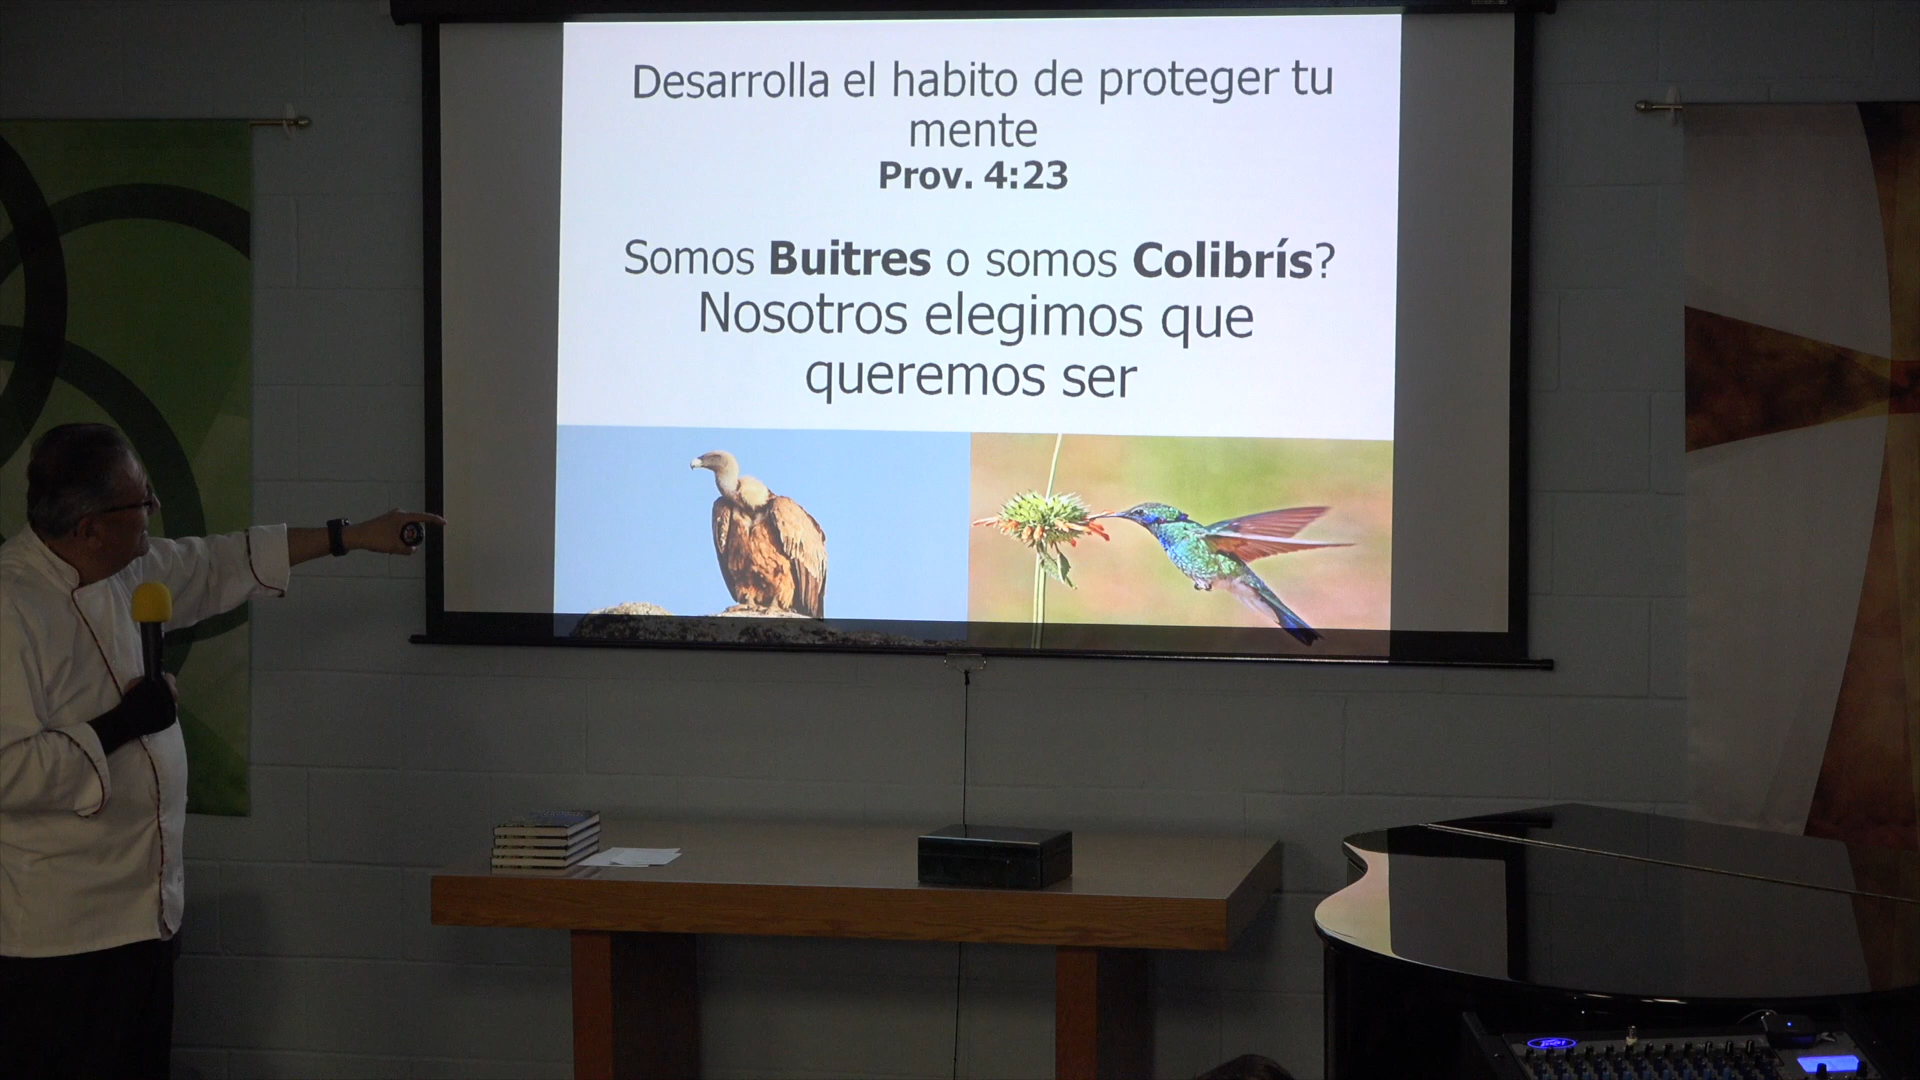 Desarrolla el habito de proteger tu
mente
Prov. 4:23
Somos Buitres o somos Colibrís?
Nosotros elegimos que
queremos ser